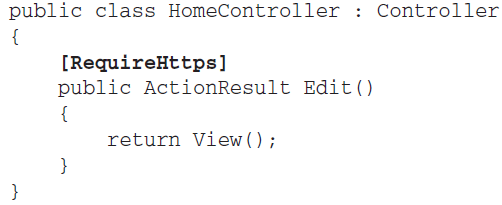 public class HomeController : Controller
{
    [RequireHttps]
    public ActionResult Edit()
    {
        return View();
    }
}